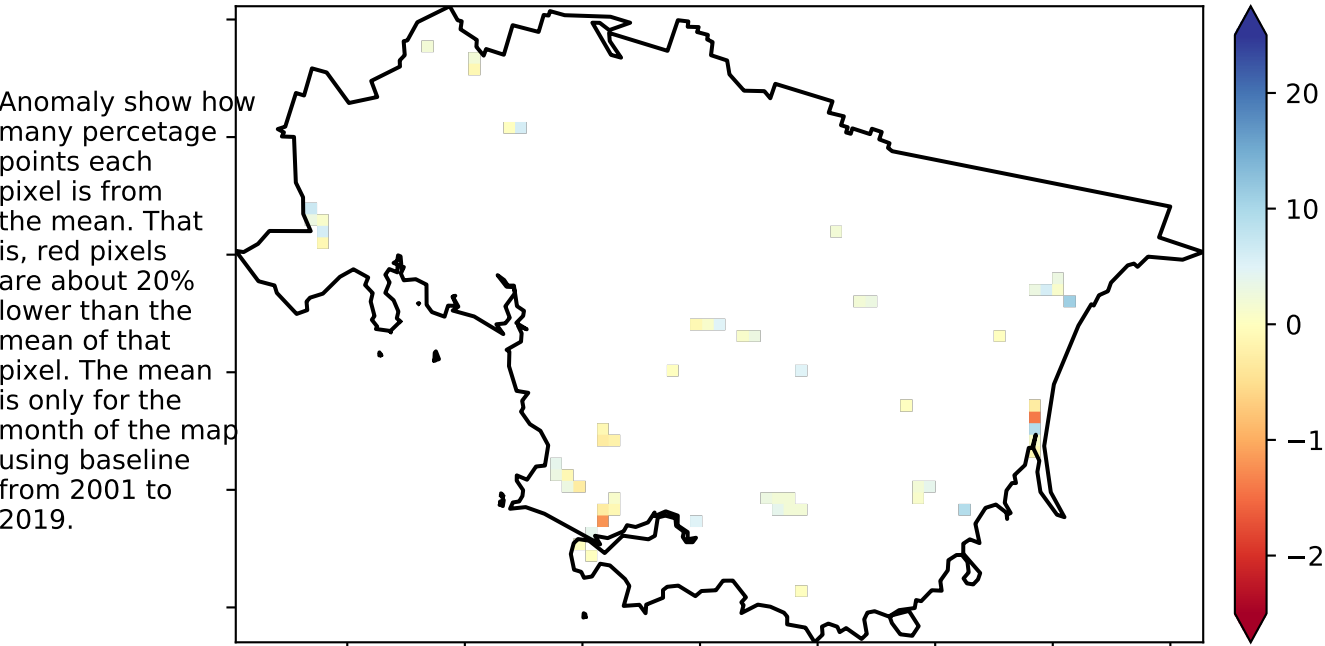 Anomaly show how
many percetage
points each
pixel is from
the mean. That
is, red pixels
are about 20%
lower than the
mean of that
pixel. The mean
is only for the
month of the map
using baseline
from 2001 to
2019.
20
10
0
−1
−2